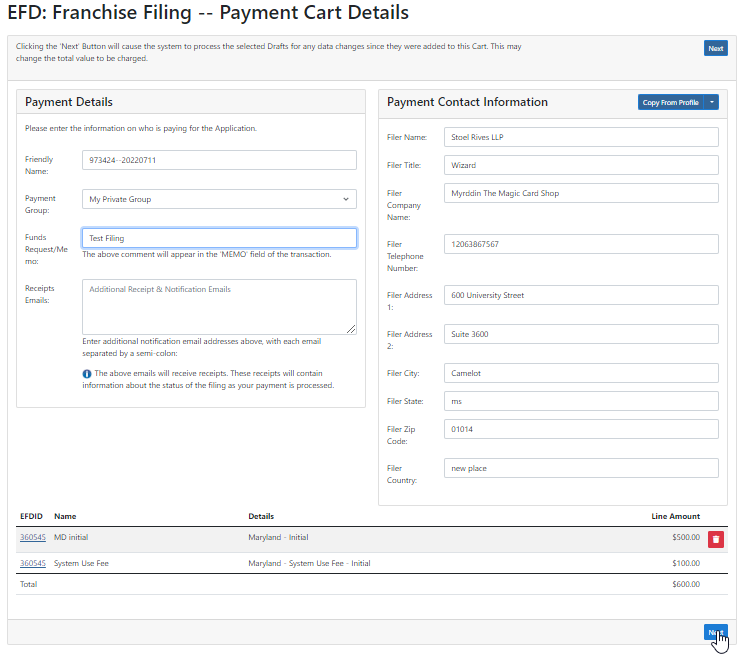 EFD: Franchise Filing -- Payment Cart Details
Clicking the 'Next' Button will cause the system to process the selected Drafts for any data changes since they were added to this Cart. This may
change the total value to be charged.
Next
Payment Details
Please enter the information on who is paying for the Application.
Friendly
Name:
973424--20220711
Payment
Group:
My Private Group
Funds
Request/Me
mo:
Test Filing
The above comment will appear in the 'MEMO' field of the transaction.
Receipts
Emails:
Additional Receipt & Notification Emails
Enter additional notification email addresses above, with each email
separated by a semi-colon:
The above emails will receive receipts. These receipts will contain
information about the status of the filing as your payment is processed.
Payment Contact Information
Copy From Profile
Filer Name:
Stoel Rives LLP
Filer Title:
Wizard
Filer
Company
Name:
Myrddin The Magic Card Shop
Filer
Telephone
Number:
12063867567
Filer Address
1:
600 University Street
Filer Address
2:
Suite 3600
Filer City:
Camelot
Filer State:
ms
Filer Zip
Code:
01014
Filer
Country:
new place
EFDID Name Details Line Amount
360545 MD initial Maryland - Initial $500.00
360545 System Use Fee Maryland - System Use Fee - Initial $100.00
Total $600.00
Next